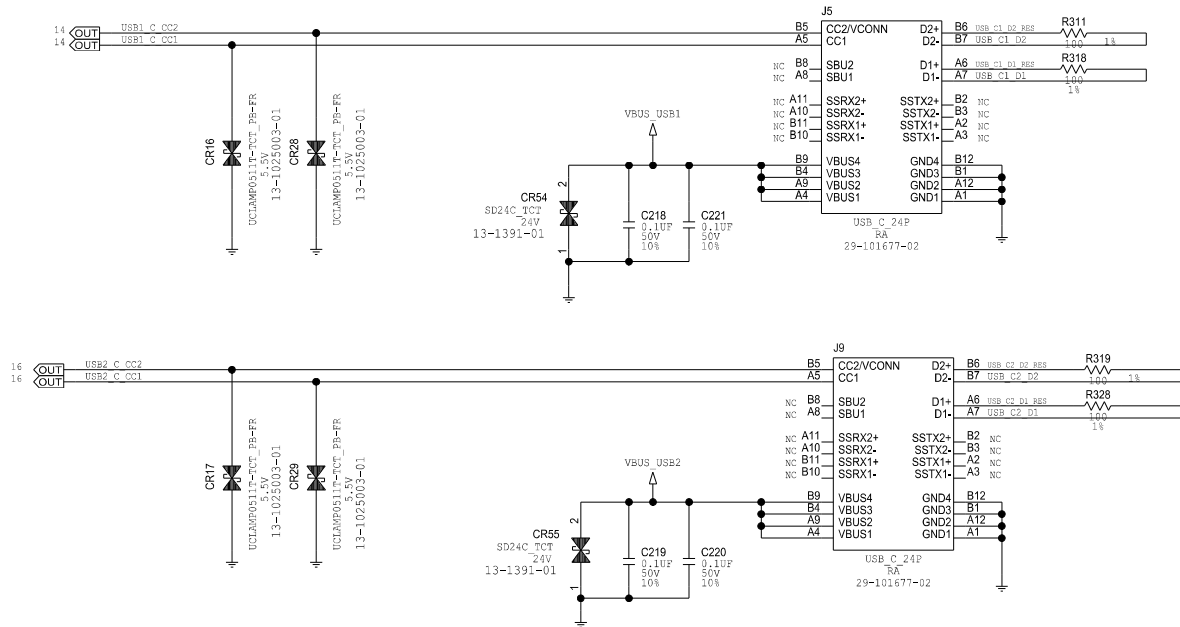 J5
14 OUT USB1_C_CC2
14 OUT USB1_C_CC1
B5 CC2/VCONN D2+ B6 USB_C1_D2_RES R311
A5 CC1 D2- B7 USB_C1_D2 100 1%
B8 SBU2 D1+ A6 USB_C1_D1_RES R318
NC
A8 SBU1 D1- A7 USB_C1_D1 100
NC
1%
NC A11 SSRX2+ SSTX2+ B2 NC
NC A10 SSRX2- SSTX2- B3 NC
NC B11 SSRX1+ SSTX1+ A2 NC
NC B10 SSRX1- SSTX1- A3 NC
VBUS_USB1
B9 VBUS4 GND4 B12
B4 VBUS3 GND3 B1
A9 VBUS2 GND2 A12
A4 VBUS1 GND1 A1
USB_C_24P
RA
29-101677-02
CR16
UCLAMP0511T-TCT_PB-FR
5.5V
13-1025003-01
CR28
UCLAMP0511T-TCT_PB-FR
5.5V
13-1025003-01
2
CR54
SD24C_TCT
24V
13-1391-01
1
C218
0.1UF
50V
10%
C221
0.1UF
50V
10%
J9
16 OUT USB2_C_CC2
16 OUT USB2_C_CC1
B5 CC2/VCONN D2+ B6 USB_C2_D2_RES R319
A5 CC1 D2- B7 USB_C2_D2 100 1%
B8 SBU2 D1+ A6 USB_C2_D1_RES R328
NC
A8 SBU1 D1- A7 USB_C2_D1 100
NC
1%
NC A11 SSRX2+ SSTX2+ B2 NC
NC A10 SSRX2- SSTX2- B3 NC
NC B11 SSRX1+ SSTX1+ A2 NC
NC B10 SSRX1- SSTX1- A3 NC
VBUS_USB2
B9 VBUS4 GND4 B12
B4 VBUS3 GND3 B1
A9 VBUS2 GND2 A12
A4 VBUS1 GND1 A1
USB_C_24P
RA
29-101677-02
CR17
UCLAMP0511T-TCT_PB-FR
5.5V
13-1025003-01
CR29
UCLAMP0511T-TCT_PB-FR
5.5V
13-1025003-01
2
CR55
SD24C_TCT
24V
13-1391-01
1
C219
0.1UF
50V
10%
C220
0.1UF
50V
10%